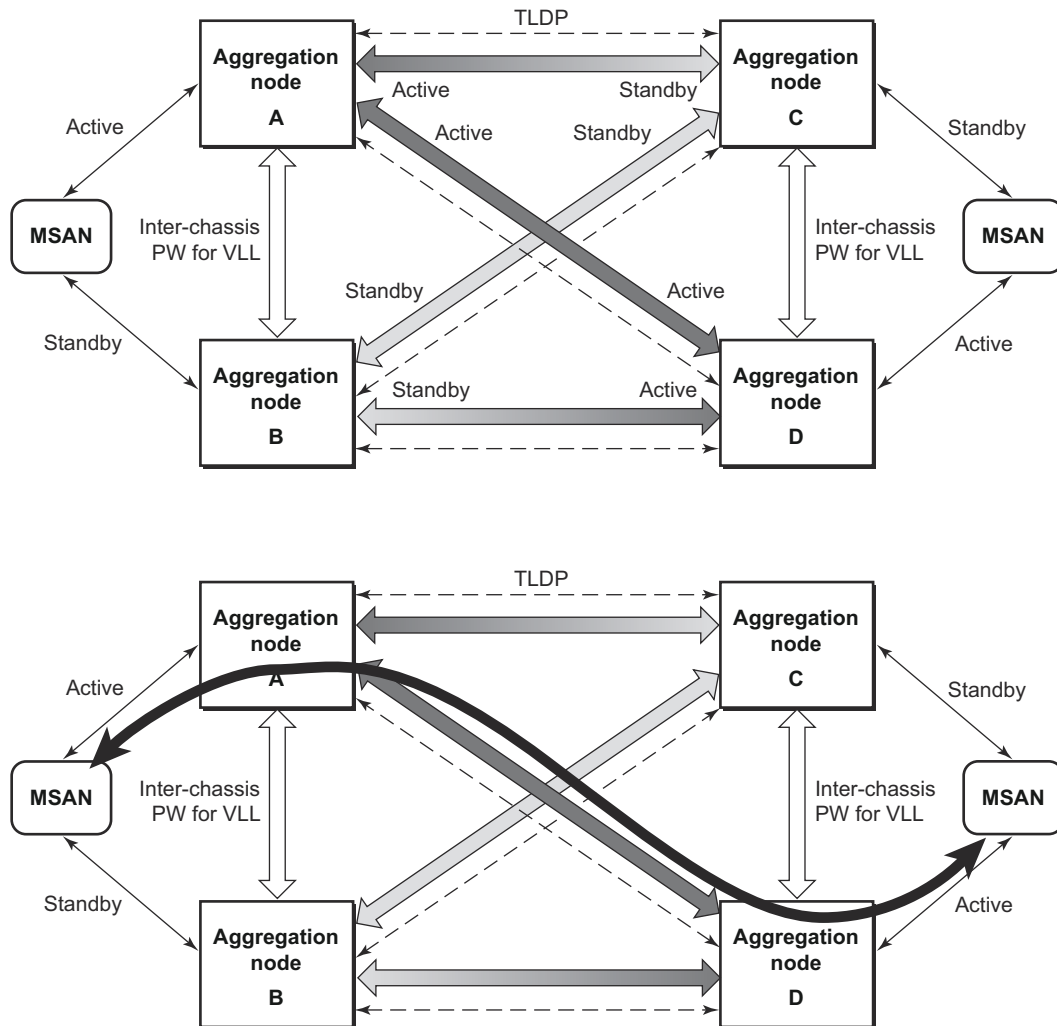 TLDP
Aggregation
node
A
Aggregation
node
C
Active
Standby
Active
Active
Standby
Standby
MSAN
Inter-chassis
PW for VLL
Inter-chassis
PW for VLL
MSAN
Standby
Active
Standby
Active
Aggregation
node
B
Standby
Active
Aggregation
node
D
TLDP
Aggregation
node
A
Aggregation
node
C
Active
Standby
MSAN
Inter-chassis
PW for VLL
Inter-chassis
PW for VLL
MSAN
Standby
Active
Aggregation
node
B
Aggregation
node
D